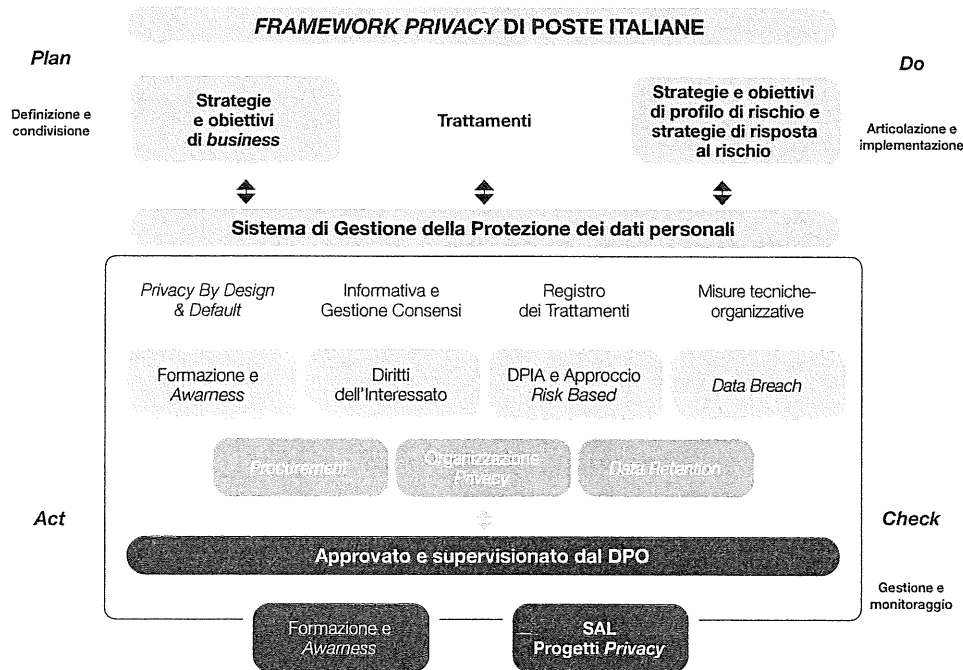 FRAMEWORK PRIVACY DI POSTE ITALIANE
Plan
Do
Definizione e
condivisione
Strategie
e obiettivi
di business
Trattamenti
Strategie e obiettivi
di profilo di rischio e
strategie di risposta
al rischio
Articolazione e
implementazione
Sistema di Gestione della Protezione dei dati personali
Privacy By Design
& Default
Informativa e
Gestione Consensi
Registro
dei Trattamenti
Misure tecniche-
organizzative
Formazione e
Awarness
Diritti
dell'Interessato
DPIA e Approccio
Risk Based
Data Breach
Procurement
Organizzazione
Privacy
Data Retention
Act
Check
Approvato e supervisionato dal DPO
Gestione e
monitoraggio
Formazione e
Awarness
SAL
Progetti Privacy